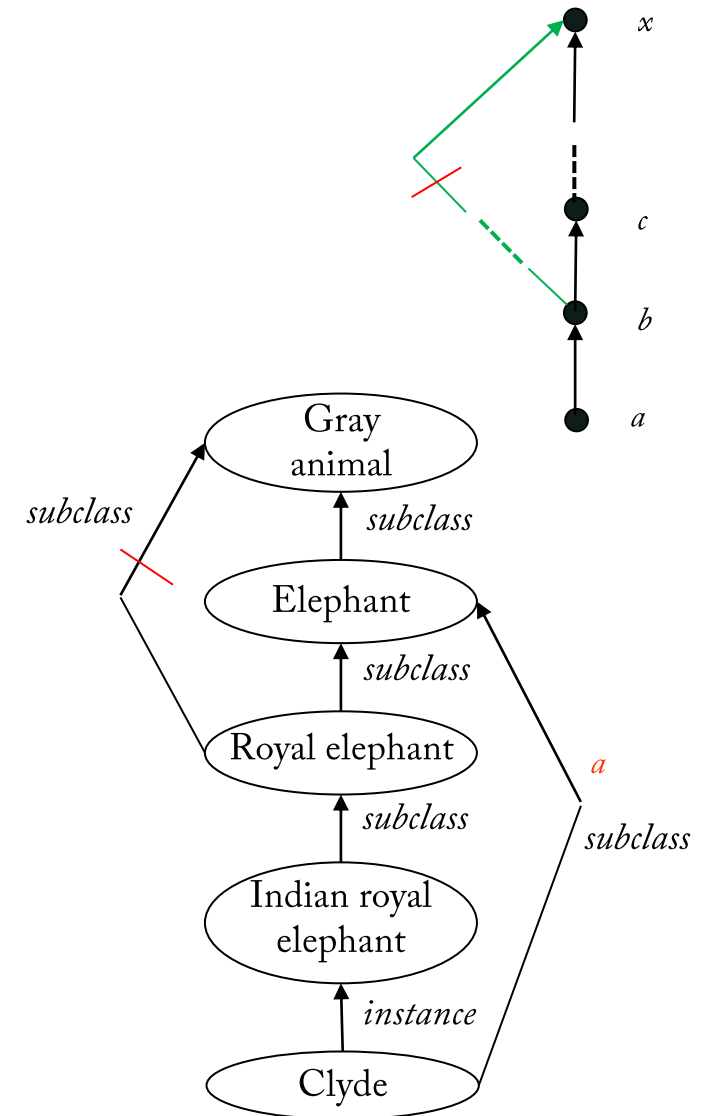 x
c
b
a
Gray
animal
subclass
subclass
Elephant
subclass
Royal elephant
a
subclass
subclass
Indian royal
elephant
instance
Clyde